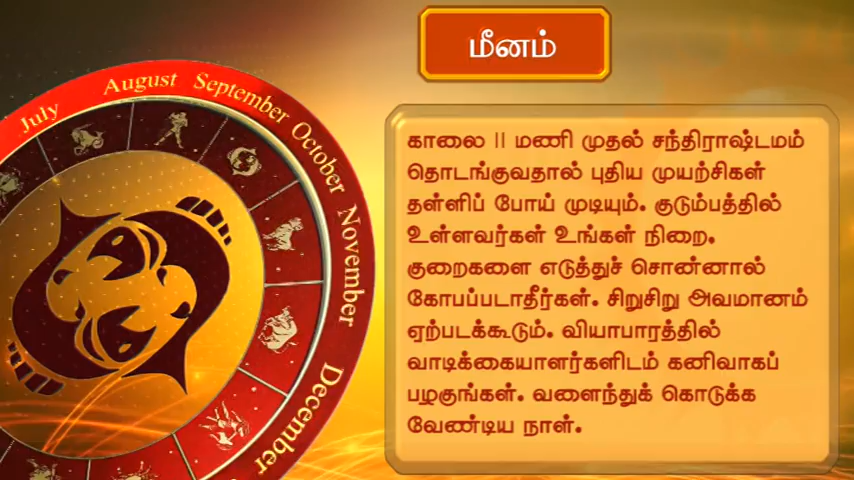 மீனம்
July
August
September
October
November
December
காலை 11 மணி முதல் சந்திராஷ்டமம்
தொடங்குவதால் புதிய முயற்சிகள்
தள்ளிப் போய் முடியும். குடும்பத்தில்
உள்ளவர்கள் உங்கள் நிறை.
குறைகளை எடுத்துச் சொன்னால்
கோபப்படாதீர்கள். சிறுசிறு அவமானம்
ஏற்படக்கூடும். வியாபாரத்தில்
வாடிக்கையாளர்களிடம் கனிவாகப்
பழகுங்கள். வளைந்துக் கொடுக்க
வேண்டிய நாள்.